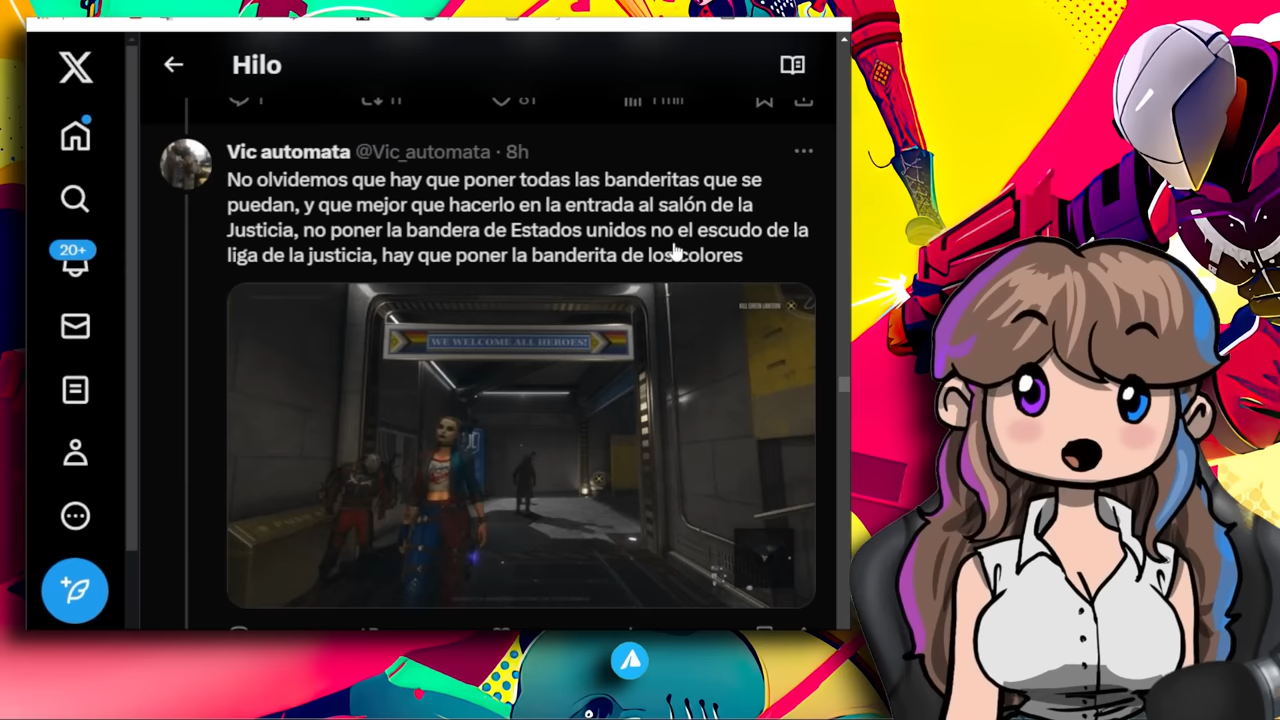 Hilo
Vic automata @Vic_automata · 8h
No olvidemos que hay que poner todas las banderitas que se
puedan, y que mejor que hacerlo en la entrada al salón de la
Justicia, no poner la bandera de Estados unidos no el escudo de la
liga de la justicia, hay que poner la banderita de los colores
20+
KILL GREEN LANTERN
WE WELCOME ALL HEROES!